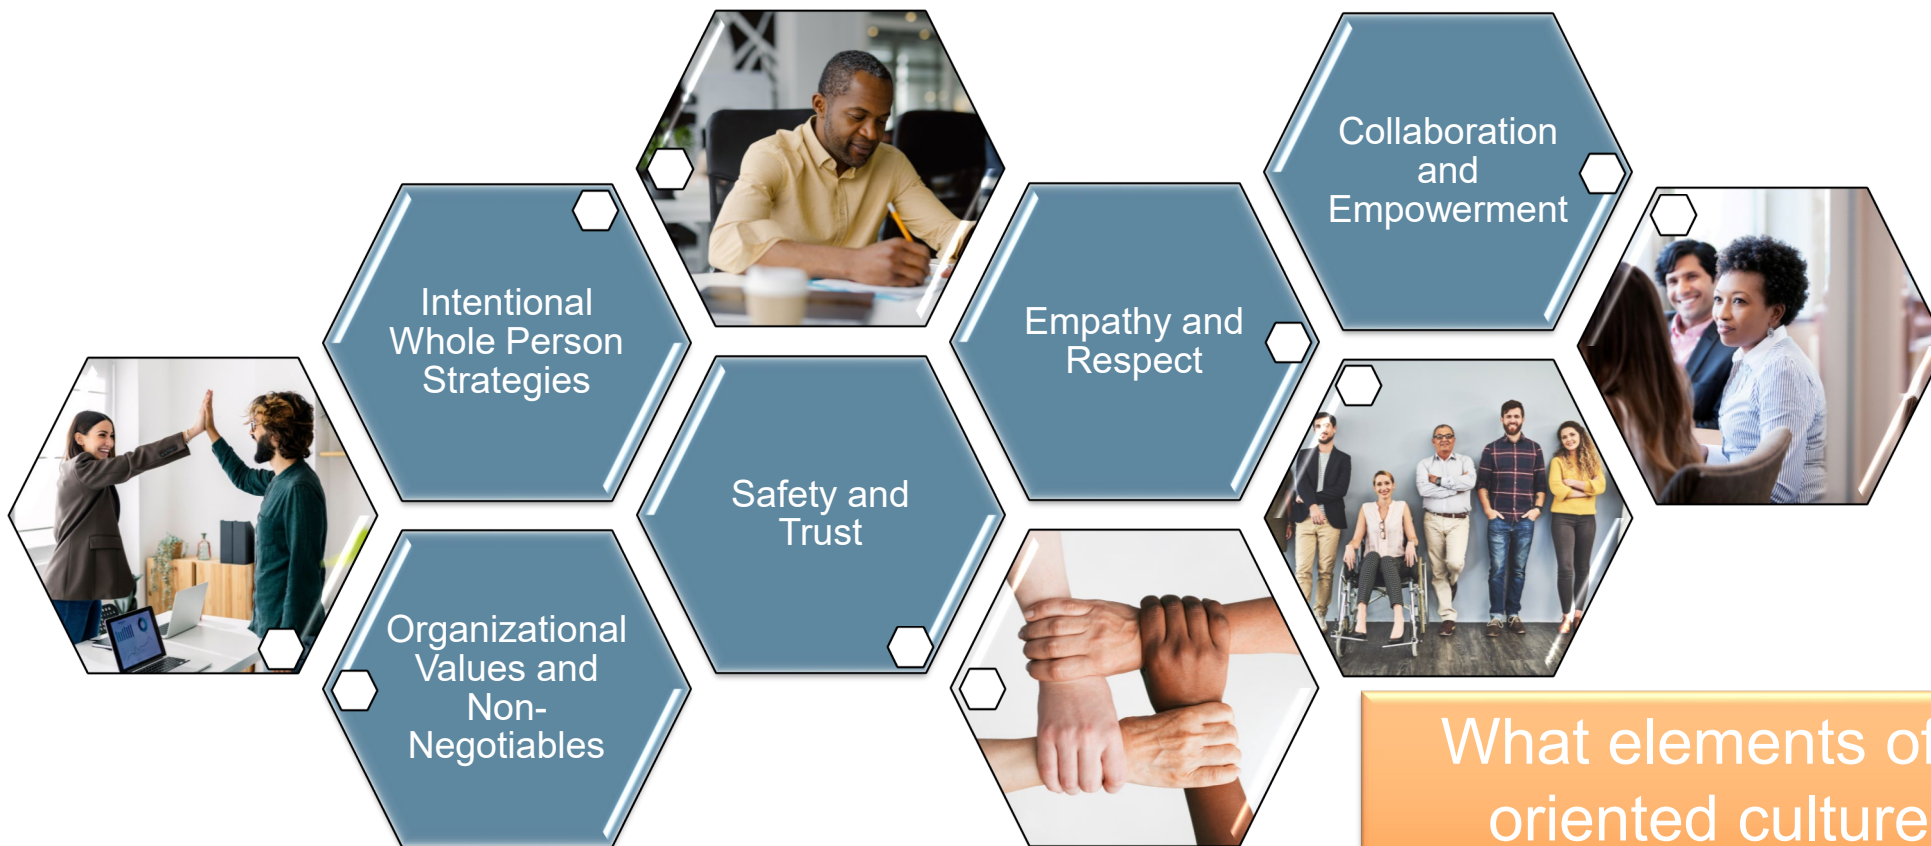 Intentional
Whole Person
Strategies
Organizational
Values and
Non-
Negotiables
Safety and
Trust
Empathy and
Respect
Collaboration
and
Empowerment
What elements of
oriented culture